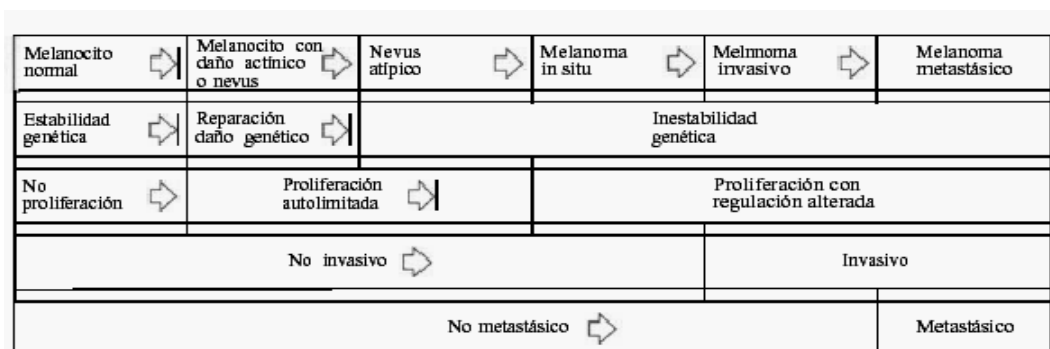 Melanocito
normal
Melanocito con
daño actínico
o nevus
Nevus
atípico
Melanoma
in situ
Melnnoma
invasivo
Melanoma
metastásico
Estabilidad
genética
Reparación
daño genético
Inestabilidad
genética
No
proliferación
Proliferación
autolimitada
Proliferación con
regulación alterada
No invasivo
Invasivo
No metastásico
Metastásico